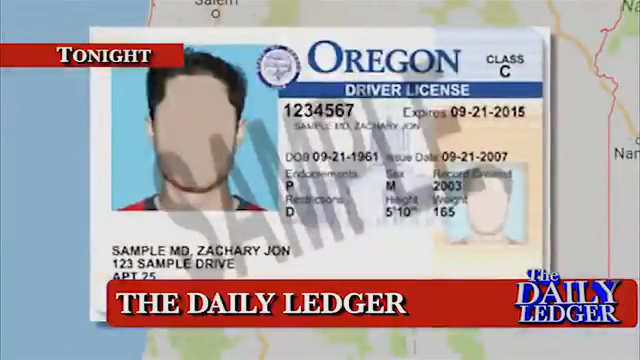 Salem
TONIGHT
OREGON
CLASS
C
DRIVER LICENSE
1234567
Expires 09-21-2015
SAMPLE MD, ZACHARY JON
DOB 09-21-1961 Issue Date 09-21-2007
Endorsements Sex Record Created
P M 2003
Restrictions Height Weight
D 5'10" 165
SAMPLE
SAMPLE MD, ZACHARY JON
123 SAMPLE DRIVE
APT 25
THE DAILY LEDGER
The
DAILY
LEDGER